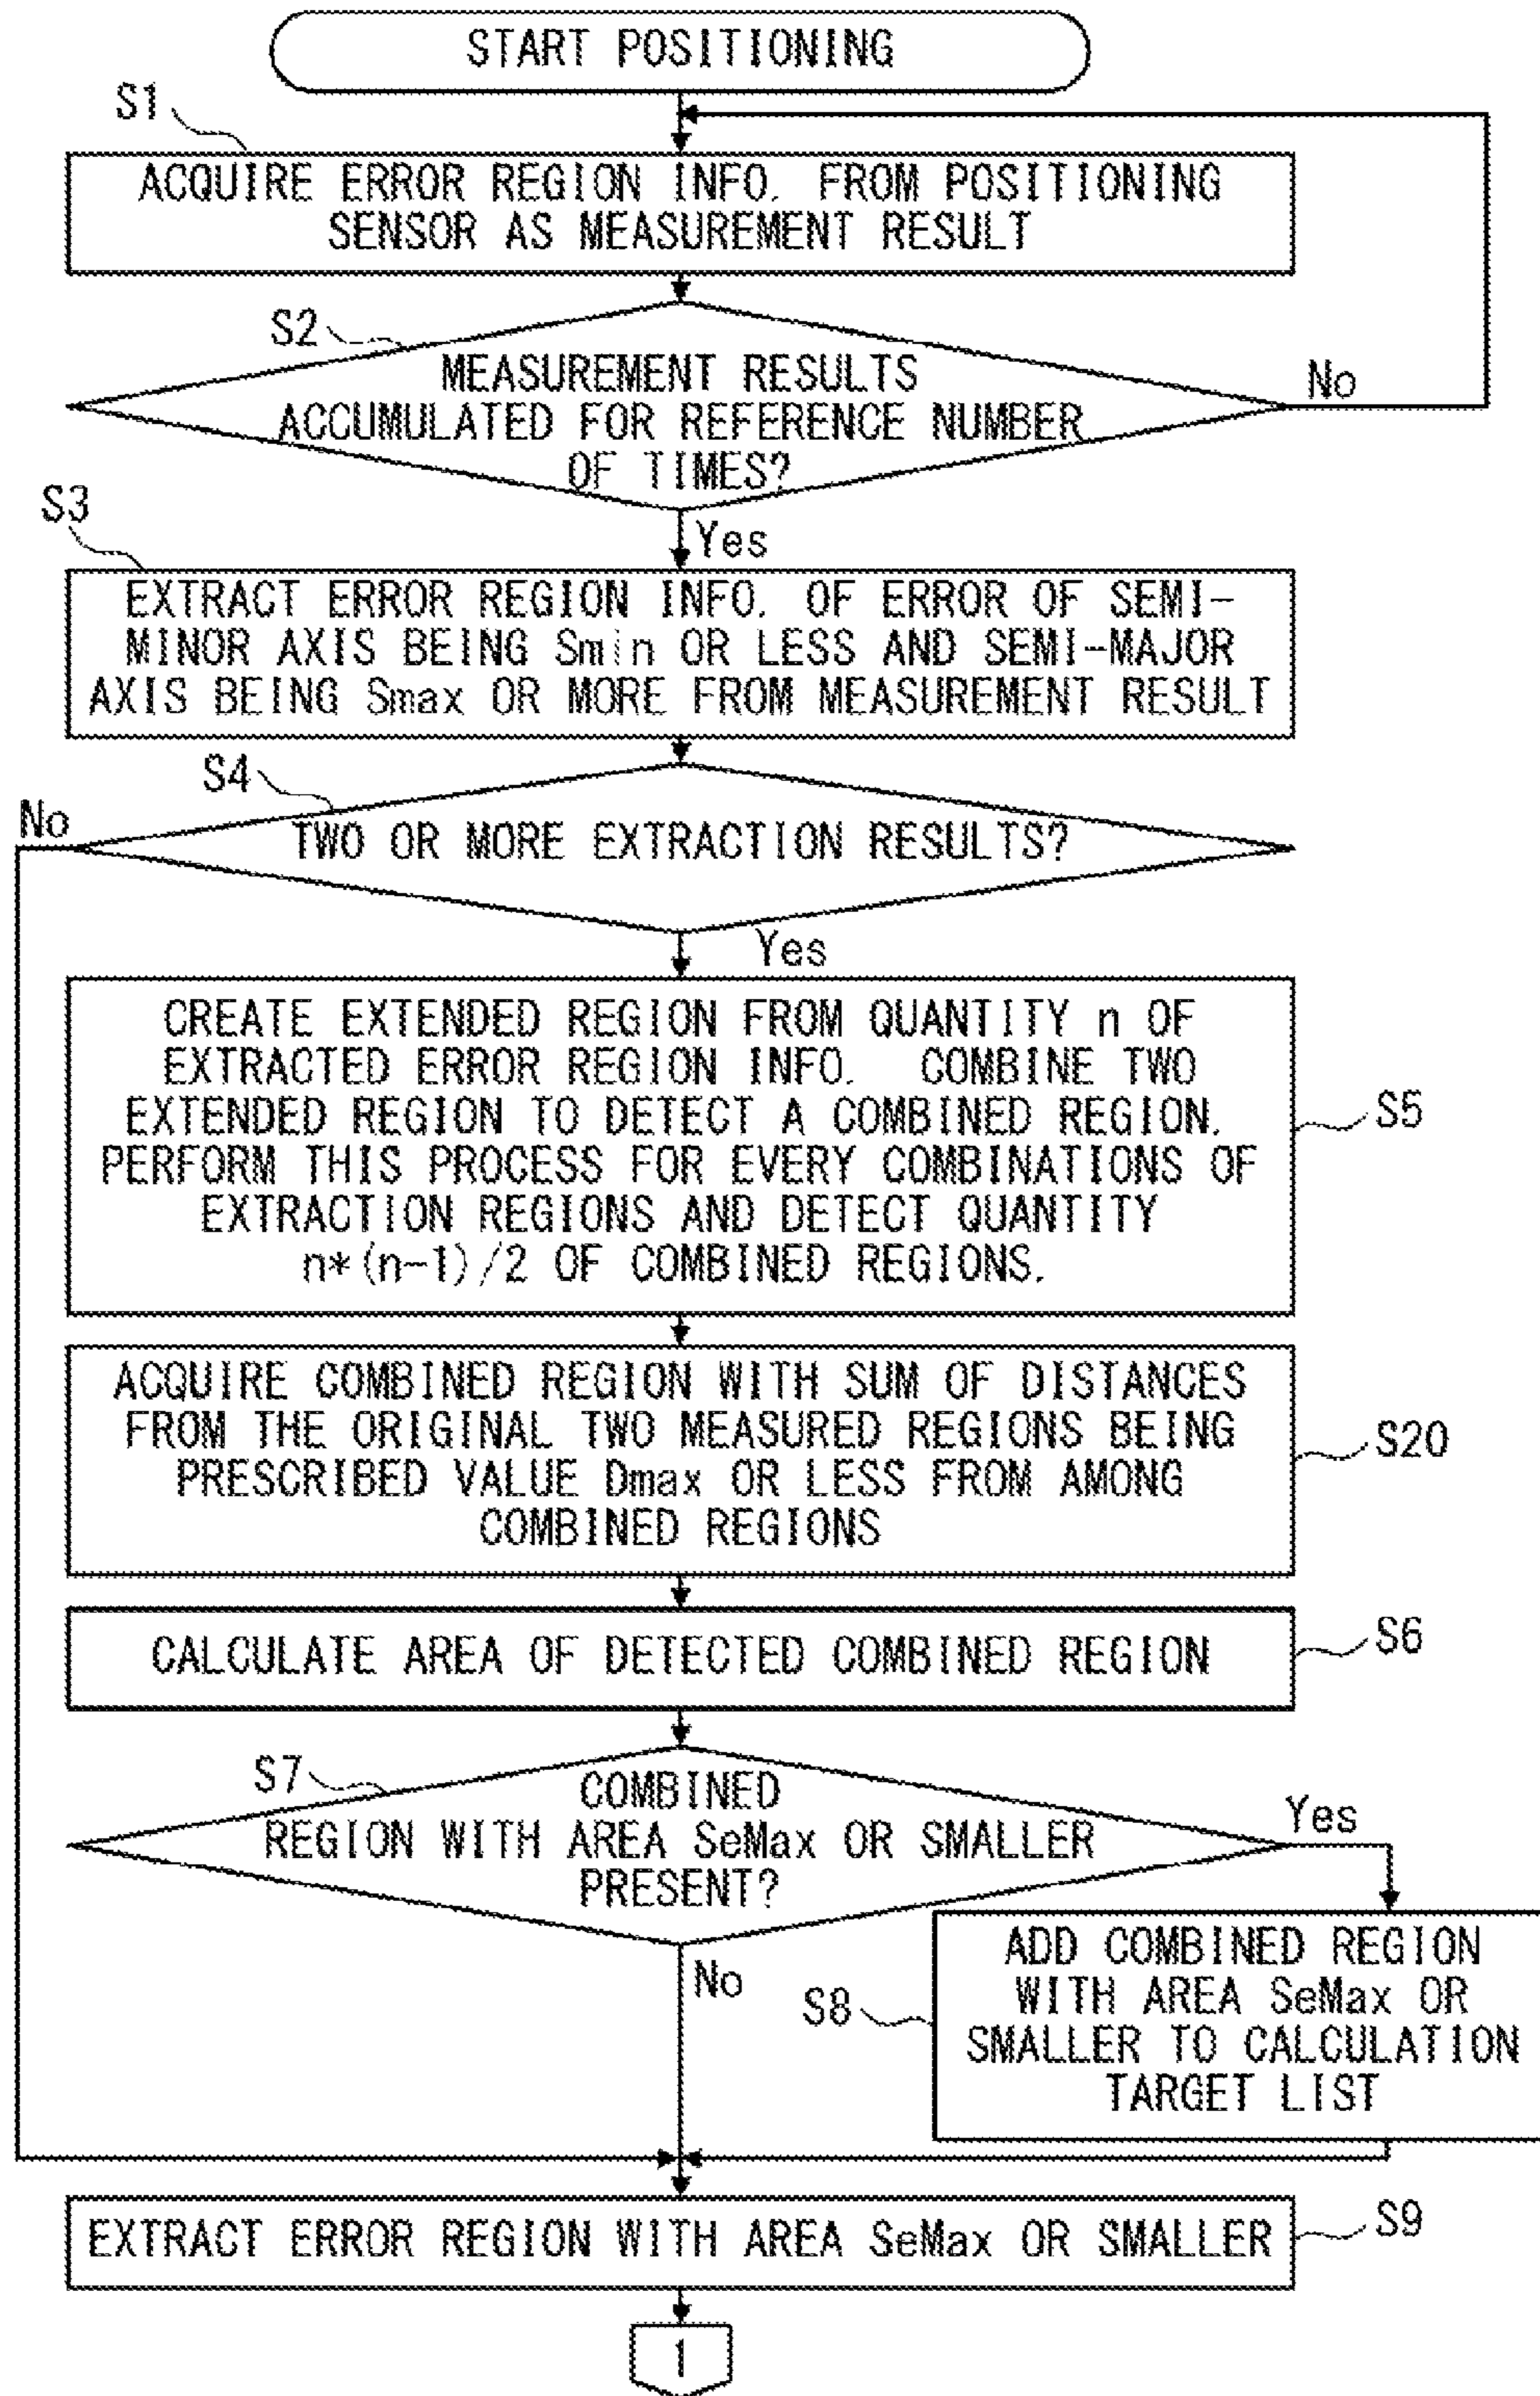 START POSITIONING
S1
ACQUIRE ERROR REGION INFO. FROM POSITIONING
SENSOR AS MEASUREMENT RESULT
S2
MEASUREMENT RESULTS
ACCUMULATED FOR REFERENCE NUMBER
OF TIMES?
No
Yes
S3
EXTRACT ERROR REGION INFO. OF ERROR OF SEMI-
MINOR AXIS BEING Smin OR LESS AND SEMI-MAJOR
AXIS BEING Smax OR MORE FROM MEASUREMENT RESULT
S4
No
TWO OR MORE EXTRACTION RESULTS?
Yes
CREATE EXTENDED REGION FROM QUANTITY n OF
EXTRACTED ERROR REGION INFO. COMBINE TWO
EXTENDED REGION TO DETECT A COMBINED REGION.
PERFORM THIS PROCESS FOR EVERY COMBINATIONS OF
EXTRACTION REGIONS AND DETECT QUANTITY
n*(n-1)/2 OF COMBINED REGIONS.
S5
ACQUIRE COMBINED REGION WITH SUM OF DISTANCES
FROM THE ORIGINAL TWO MEASURED REGIONS BEING
PRESCRIBED VALUE Dmax OR LESS FROM AMONG
COMBINED REGIONS
S20
CALCULATE AREA OF DETECTED COMBINED REGION
S6
S7
COMBINED
REGION WITH AREA SeMax OR SMALLER
PRESENT?
Yes
No
S8
ADD COMBINED REGION
WITH AREA SeMax OR
SMALLER TO CALCULATION
TARGET LIST
EXTRACT ERROR REGION WITH AREA SeMax OR SMALLER
S9
1